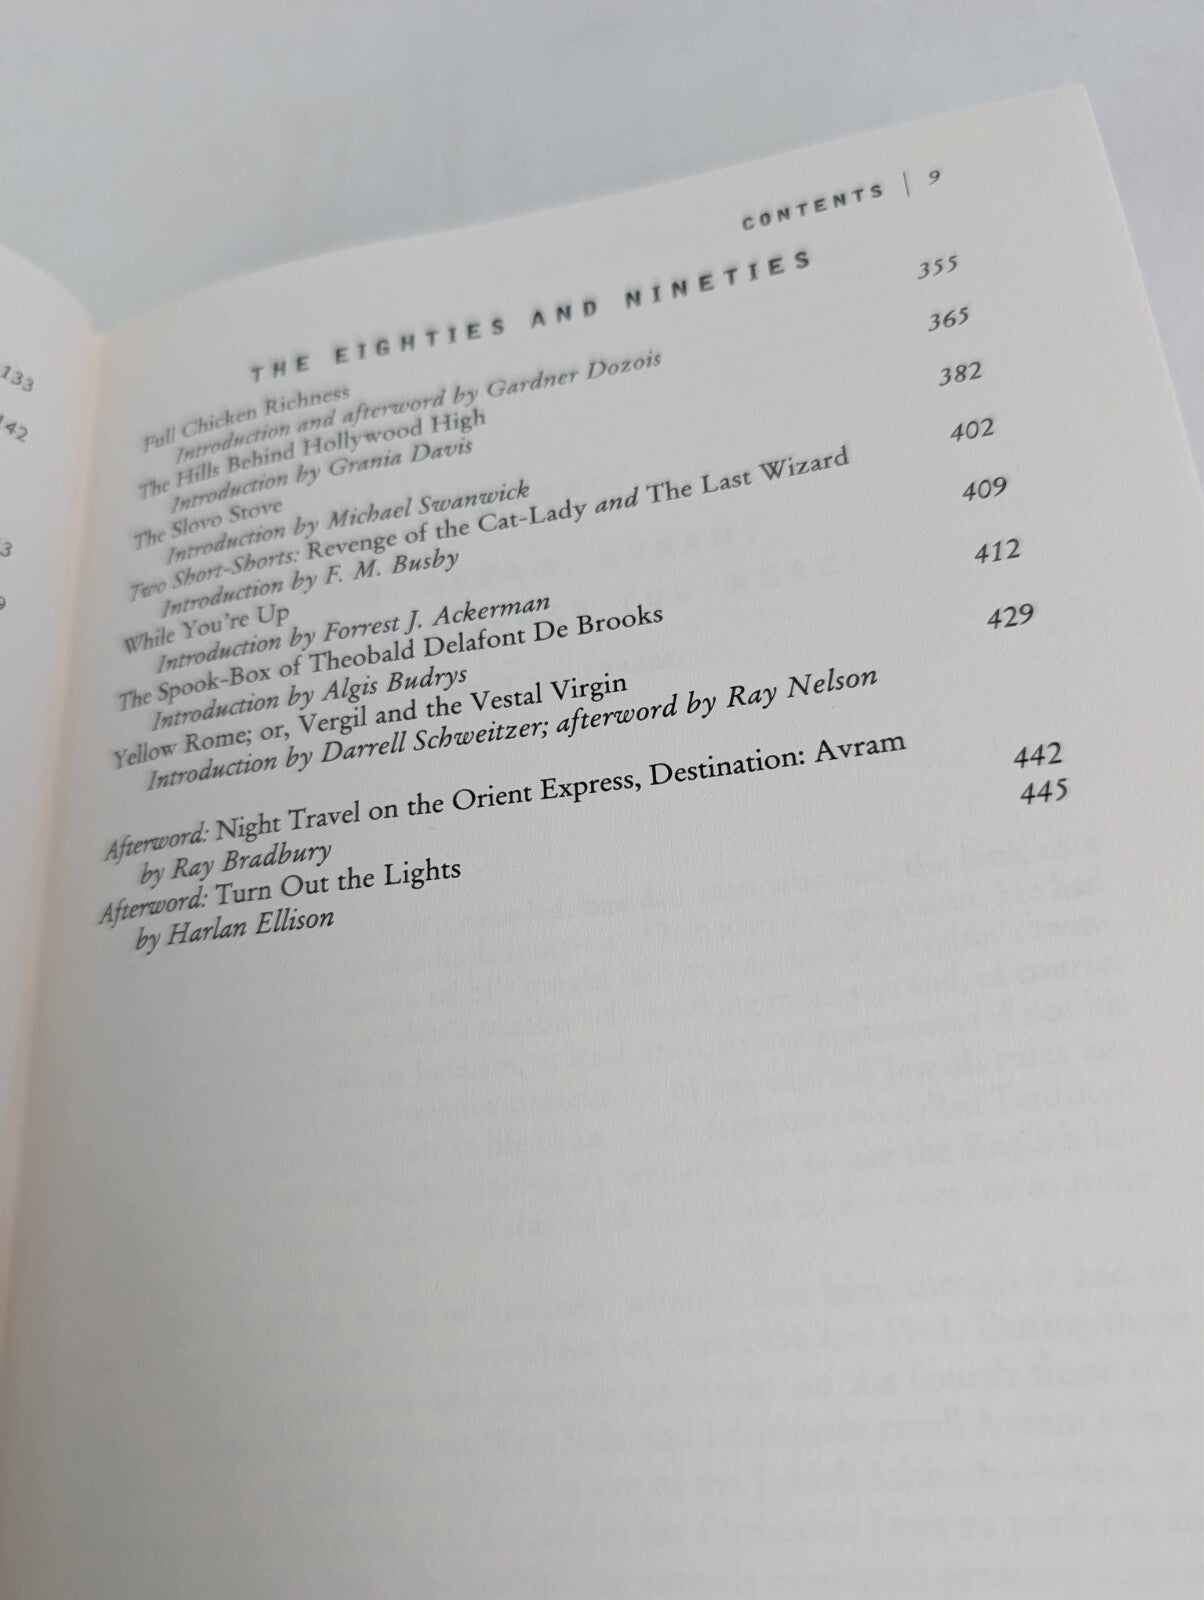 133
142
3
9
CONTENTS | 9
THE EIGHTIES AND NINETIES
Full Chicken Richness 355
Introduction and afterword by Gardner Dozois
The Hills Behind Hollywood High 365
Introduction by Grania Davis
The Slovo Stove 382
Introduction by Michael Swanwick
Two Short-Shorts: Revenge of the Cat-Lady and The Last Wizard 402
Introduction by F. M. Busby
While You're Up 409
Introduction by Forrest J. Ackerman
The Spook-Box of Theobald Delafont De Brooks 412
Introduction by Algis Budrys
Yellow Rome; or, Vergil and the Vestal Virgin 429
Introduction by Darrell Schweitzer; afterword by Ray Nelson
Afterword: Night Travel on the Orient Express, Destination: Avram 442
by Ray Bradbury
Afterword: Turn Out the Lights 445
by Harlan Ellison